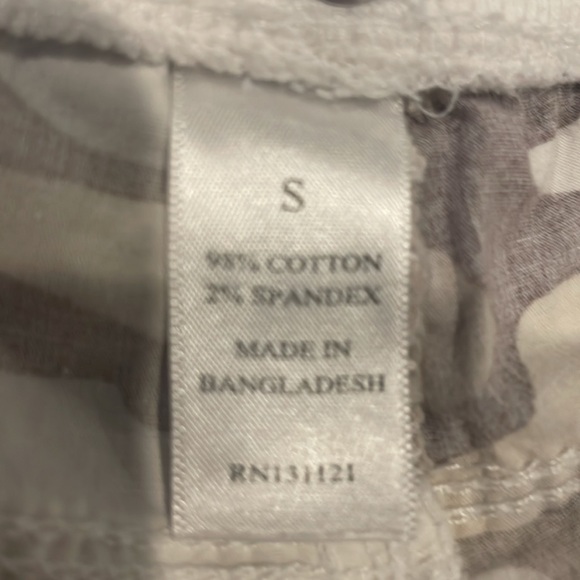 S
98% COTTON
2% SPANDEX
MADE IN
BANGLADESH
RN131121